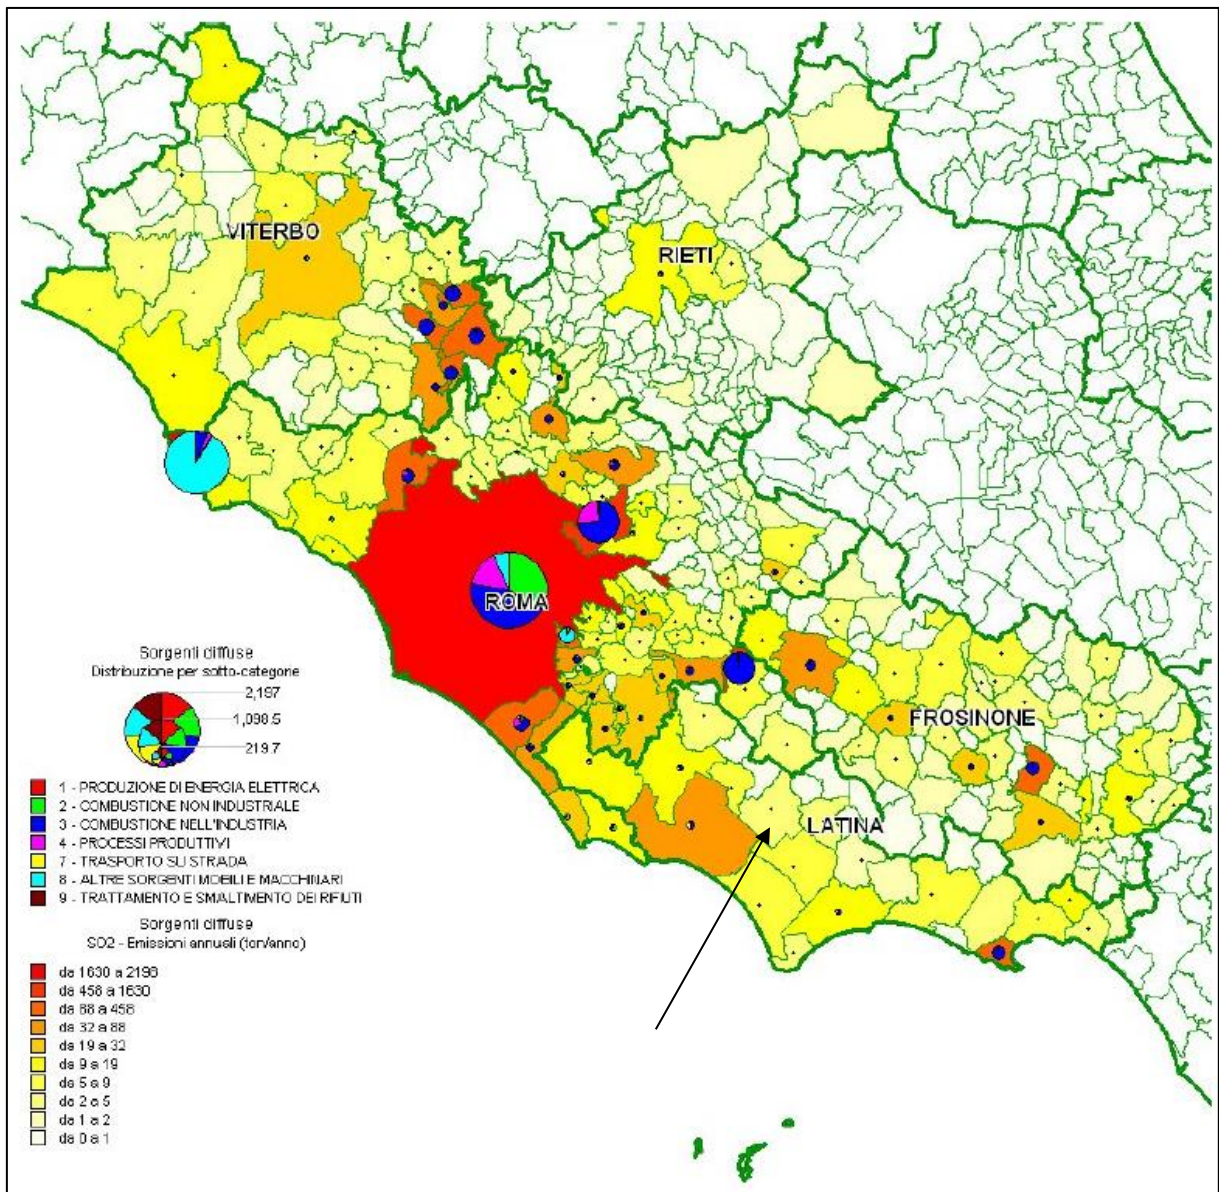 VITERBO
RIETI
ROMA
FROSINONE
LATINA
Sorgenti diffuse
Distribuzione per sotto-categorie
2,197
1,098.5
219.7
1 - PRODUZIONE DI ENERGIA ELETTRICA
2 - COMBUSTIONE NON INDUSTRIALE
3 - COMBUSTIONE NELL'INDUSTRIA
4 - PROCESSI PRODUTTIVI
7 - TRASPORTO SU STRADA
8 - ALTRE SORGENTI MOBILI E MACCHINARI
9 - TRATTAMENTO E SMALTIMENTO DEI RIFIUTI
Sorgenti diffuse
SO2 - Emissioni annuali (ton/anno)
da 1630 a 2198
da 458 a 1630
da 88 a 458
da 32 a 88
da 19 a 32
da 9 a 19
da 5 a 9
da 2 a 5
da 1 a 2
da 0 a 1